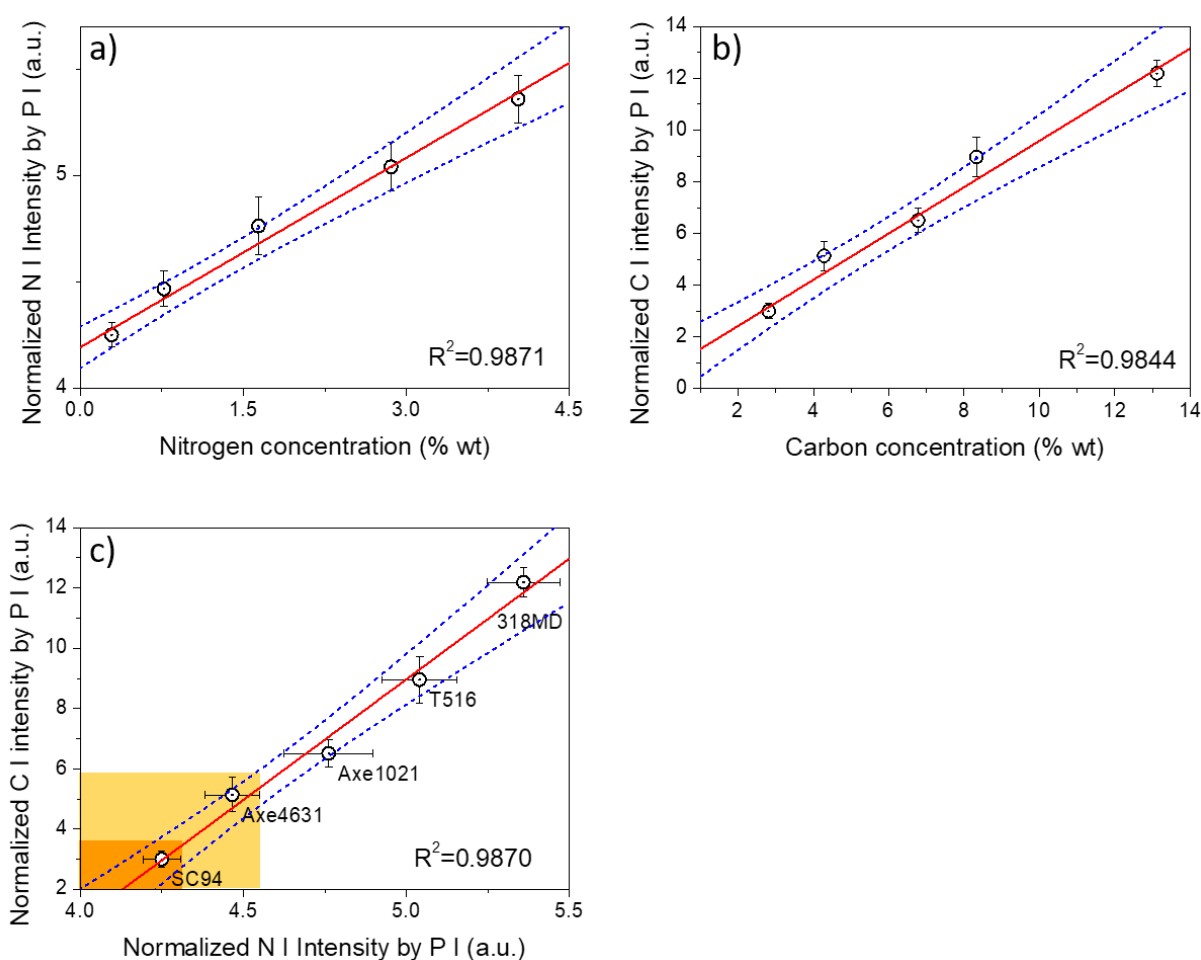 a)
Normalized N I Intensity by P I (a.u.)
5
4
0.0 1.5 3.0 4.5
Nitrogen concentration (% wt)
R²=0.9871
b)
Normalized C I intensity by P I (a.u.)
14
12
10
8
6
4
2
0
2 4 6 8 10 12 14
Carbon concentration (% wt)
R²=0.9844
c)
Normalized C I intensity by P I (a.u.)
14
12
10
8
6
4
2
318MD
T516
Axe1021
Axe4631
SC94
R²=0.9870
4.0 4.5 5.0 5.5
Normalized N I Intensity by P I (a.u.)